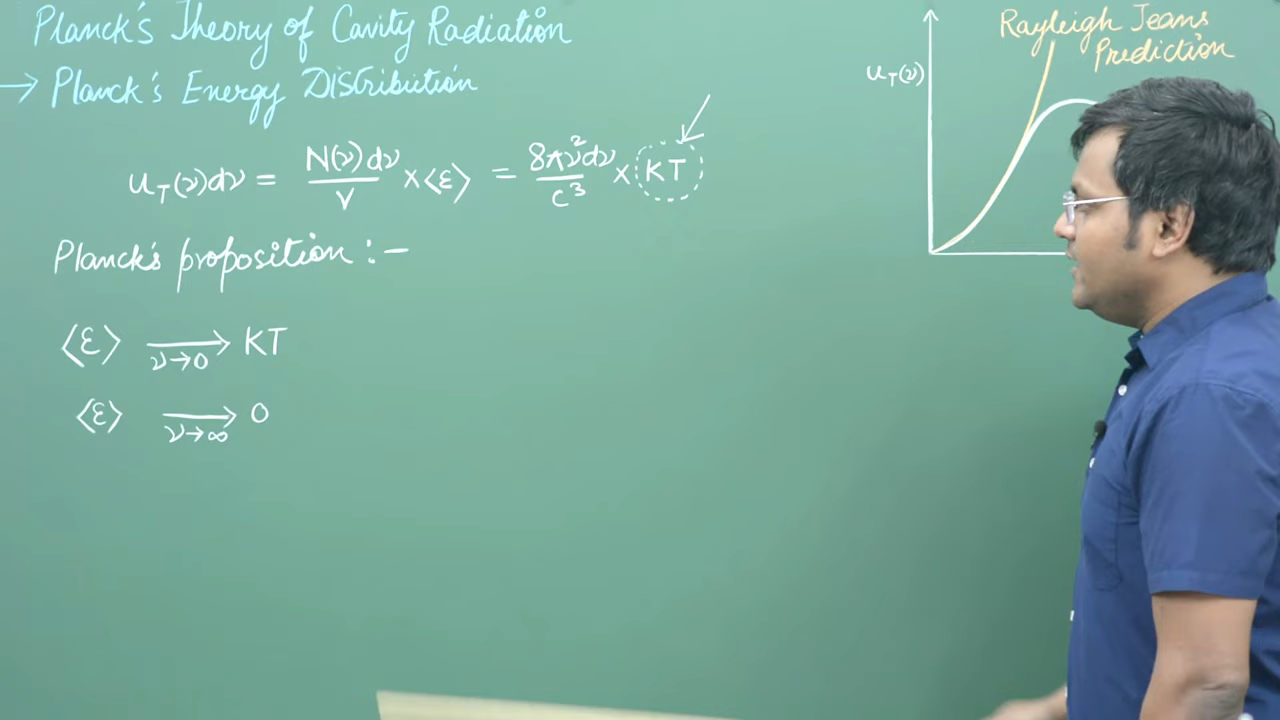 Planck's Theory of Cavity Radiation
→ Planck's Energy Distribution
u_T(ν)dν = N(ν)dν/V × ⟨ε⟩ = 8πν²dν/c³ × KT
Planck's proposition :-
⟨ε⟩ ⟶ KT
ν→0
⟨ε⟩ ⟶ 0
ν→∞
Rayleigh Jeans
Prediction
u_T(ν)